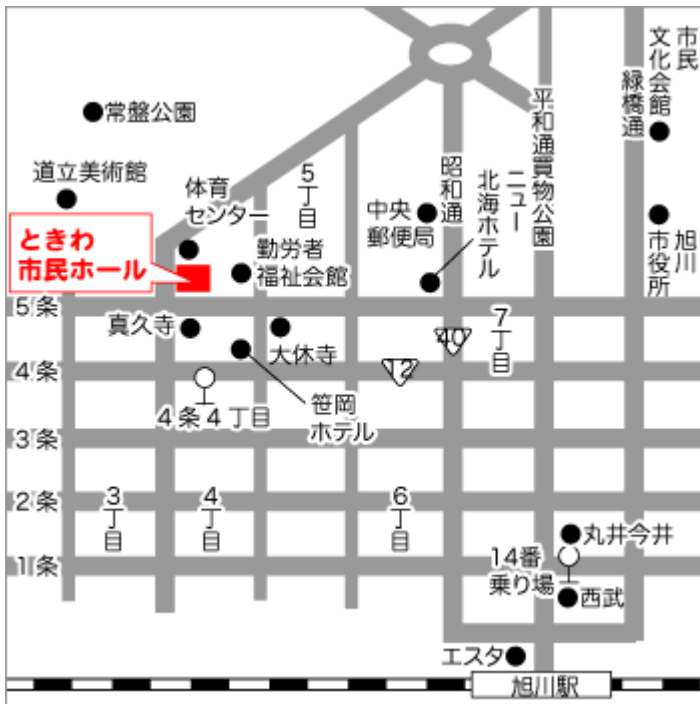 常盤公園
道立美術館
体育
センター
5丁目
ときわ
市民ホール
勤労者
福祉会館
中央
郵便局
昭和通
ニュー
北海ホテル
平和通買物公園
緑橋通
市民
文化会館
旭川
市役所
5条
真久寺
大休寺
40
7丁目
12
4条
笹岡
ホテル
4条4丁目
3条
2条
3丁目
4丁目
6丁目
丸井今井
14番
乗り場
1条
西武
エスタ
旭川駅